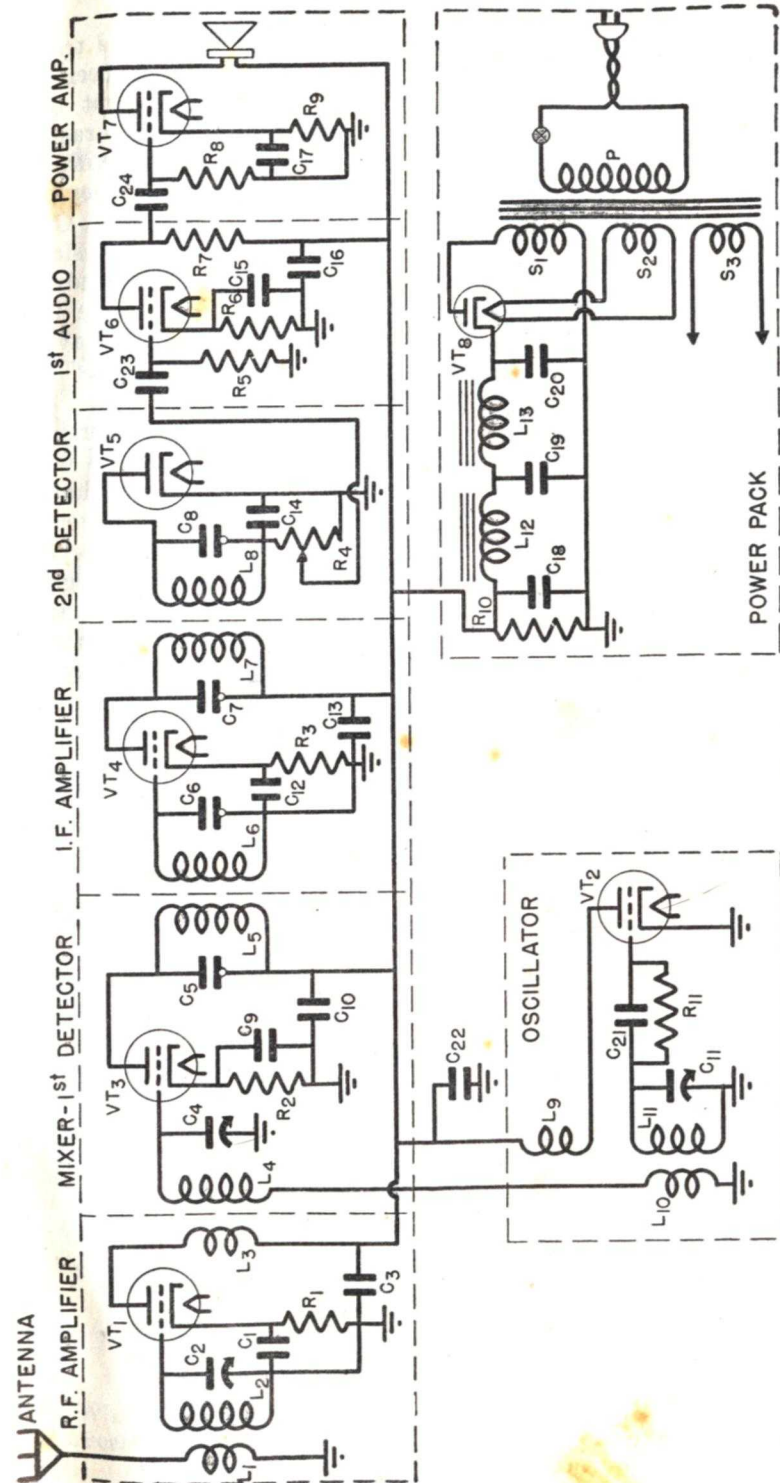 ANTENNA
R.F. AMPLIFIER
MIXER-1st DETECTOR
I.F. AMPLIFIER
2nd DETECTOR
1st AUDIO
POWER AMP.
VT1
L1
L2
C2
C1
R1
L3
C3
VT3
L4
C4
R2
C9
C5
L5
C10
VT4
L6
C6
C12
R3
C7
L7
C13
VT5
C8
L8
C14
R4
C23
VT6
R5
R6
C15
R7
C16
C24
VT7
R8
C17
R9
OSCILLATOR
C22
L9
L10
L11
C11
C21
R11
VT2
POWER PACK
R10
C18
L12
C19
L13
C20
VT8
S1
S2
S3
P